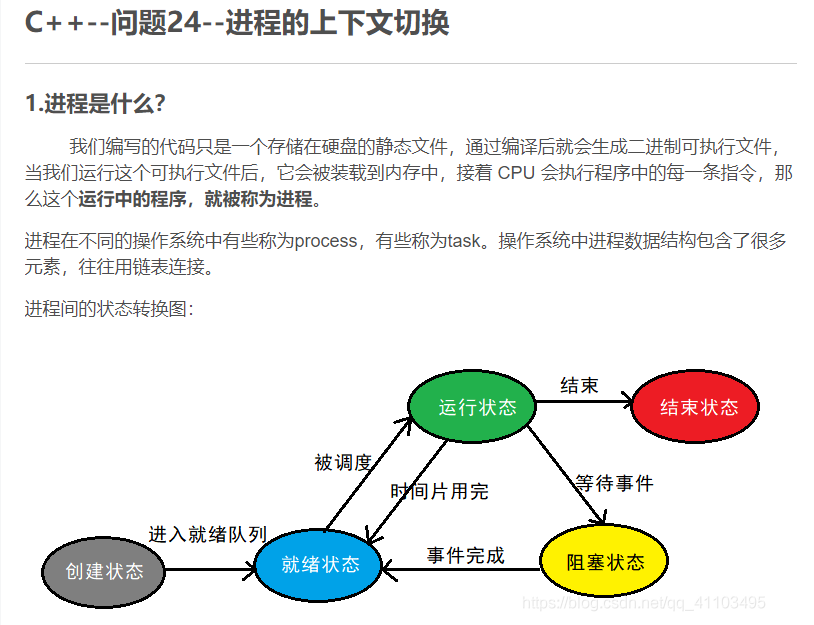 C++--问题24--进程的上下文切换
1.进程是什么?
我们编写的代码只是一个存储在硬盘的静态文件，通过编译后就会生成二进制可执行文件，
当我们运行这个可执行文件后，它会被装载到内存中，接着 CPU 会执行程序中的每一条指令，那
么这个运行中的程序，就被称为进程。
进程在不同的操作系统中有些称为process，有些称为task。操作系统中进程数据结构包含了很多
元素，往往用链表连接。
进程间的状态转换图：
结束
运行状态
结束状态
被调度
时间片用完
等待事件
进入就绪队列
事件完成
创建状态
就绪状态
阻塞状态
https://blog.csdn.net/qq_41103495